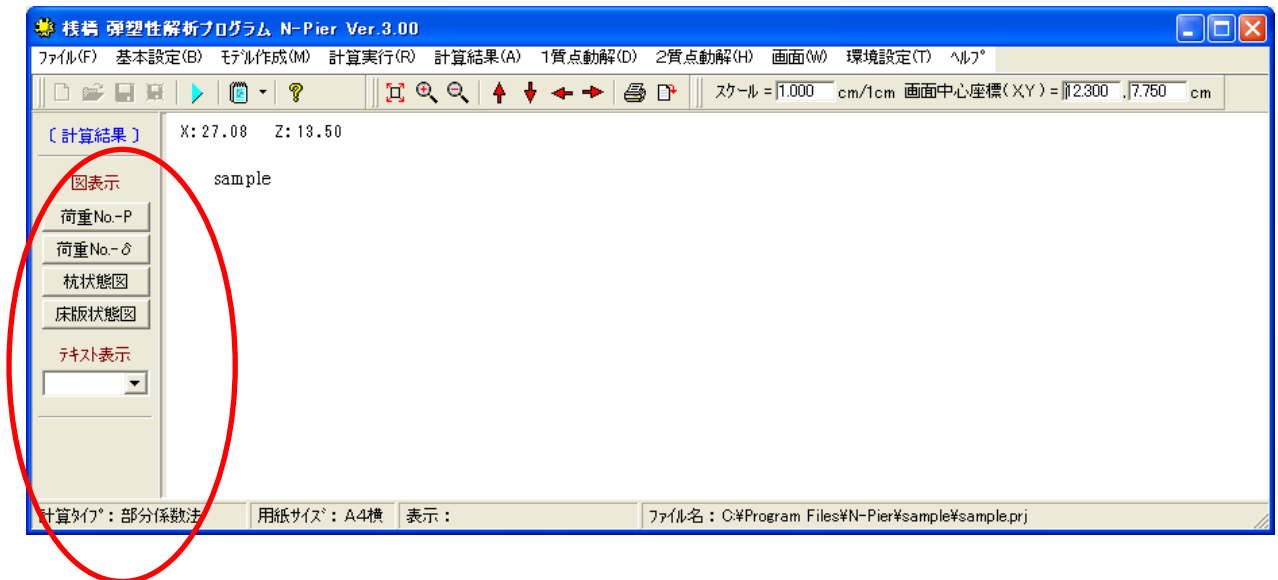 桟橋 弾塑性解析プログラム N-Pier Ver.3.00
ファイル(F) 基本設定(B) モデル作成(M) 計算実行(R) 計算結果(A) 1質点動解(D) 2質点動解(H) 画面(W) 環境設定(T) ヘルプ
スケール = 1.000 cm/1cm 画面中心座標(XY) = 12.300 , 7.750 cm
〔計算結果〕
X: 27.08 Z: 13.50
sample
図表示
荷重No.-P
荷重No.-δ
杭状態図
床版状態図
テキスト表示
計算タイプ：部分係数法 用紙サイズ：A4横 表示： ファイル名：C:¥Program Files¥N-Pier¥sample¥sample.prj